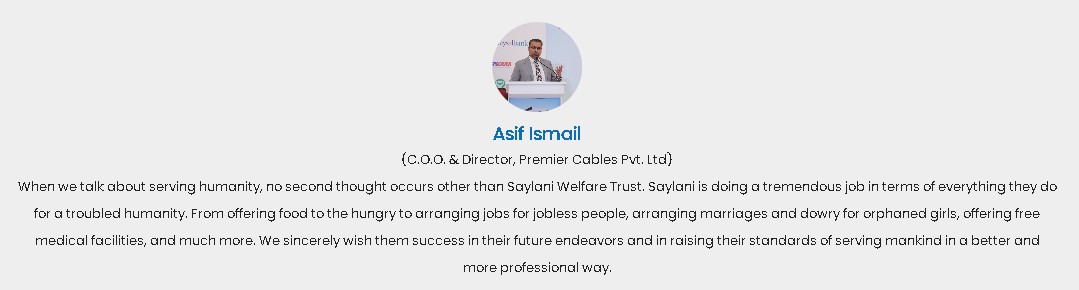 Asif Ismail
(C.O.O. & Director, Premier Cables Pvt. Ltd)
When we talk about serving humanity, no second thought occurs other than Saylani Welfare Trust. Saylani is doing a tremendous job in terms of everything they do
for a troubled humanity. From offering food to the hungry to arranging jobs for jobless people, arranging marriages and dowry for orphaned girls, offering free
medical facilities, and much more. We sincerely wish them success in their future endeavors and in raising their standards of serving mankind in a better and
more professional way.